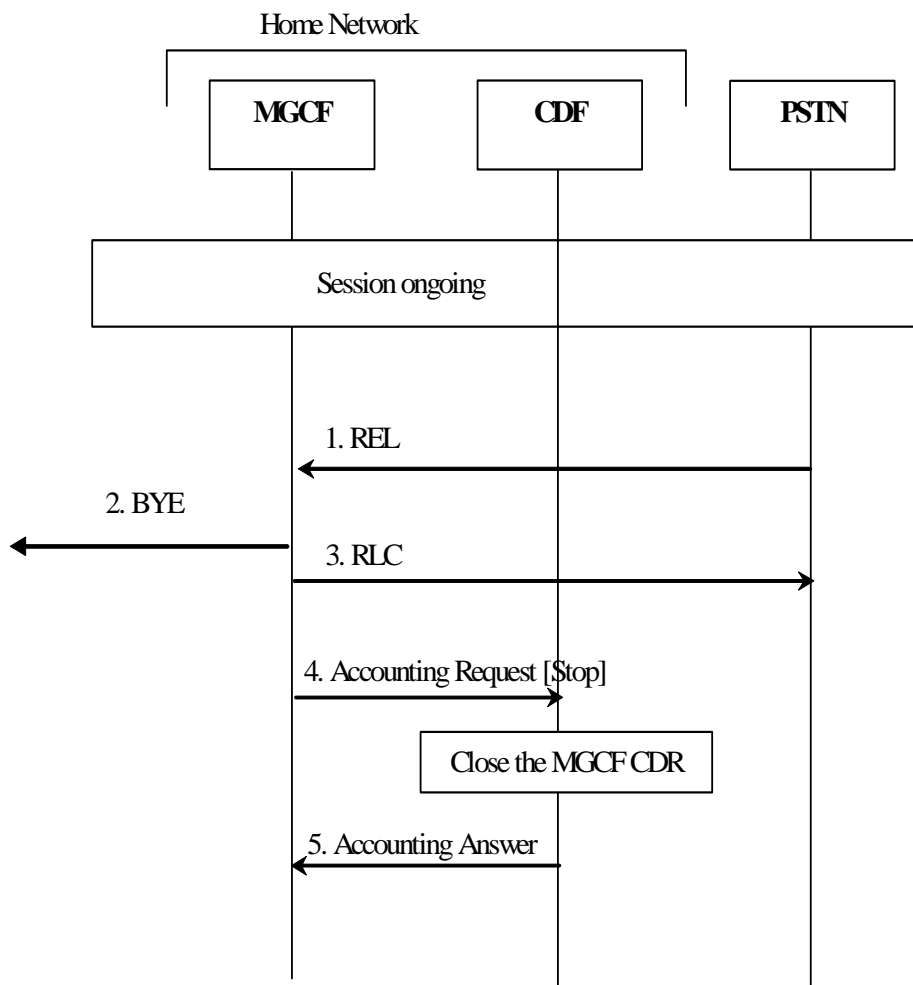 Home Network
MGCF
CDF
PSTN
Session ongoing
1. REL
2. BYE
3. RLC
4. Accounting Request [Stop]
Close the MGCF CDR
5. Accounting Answer